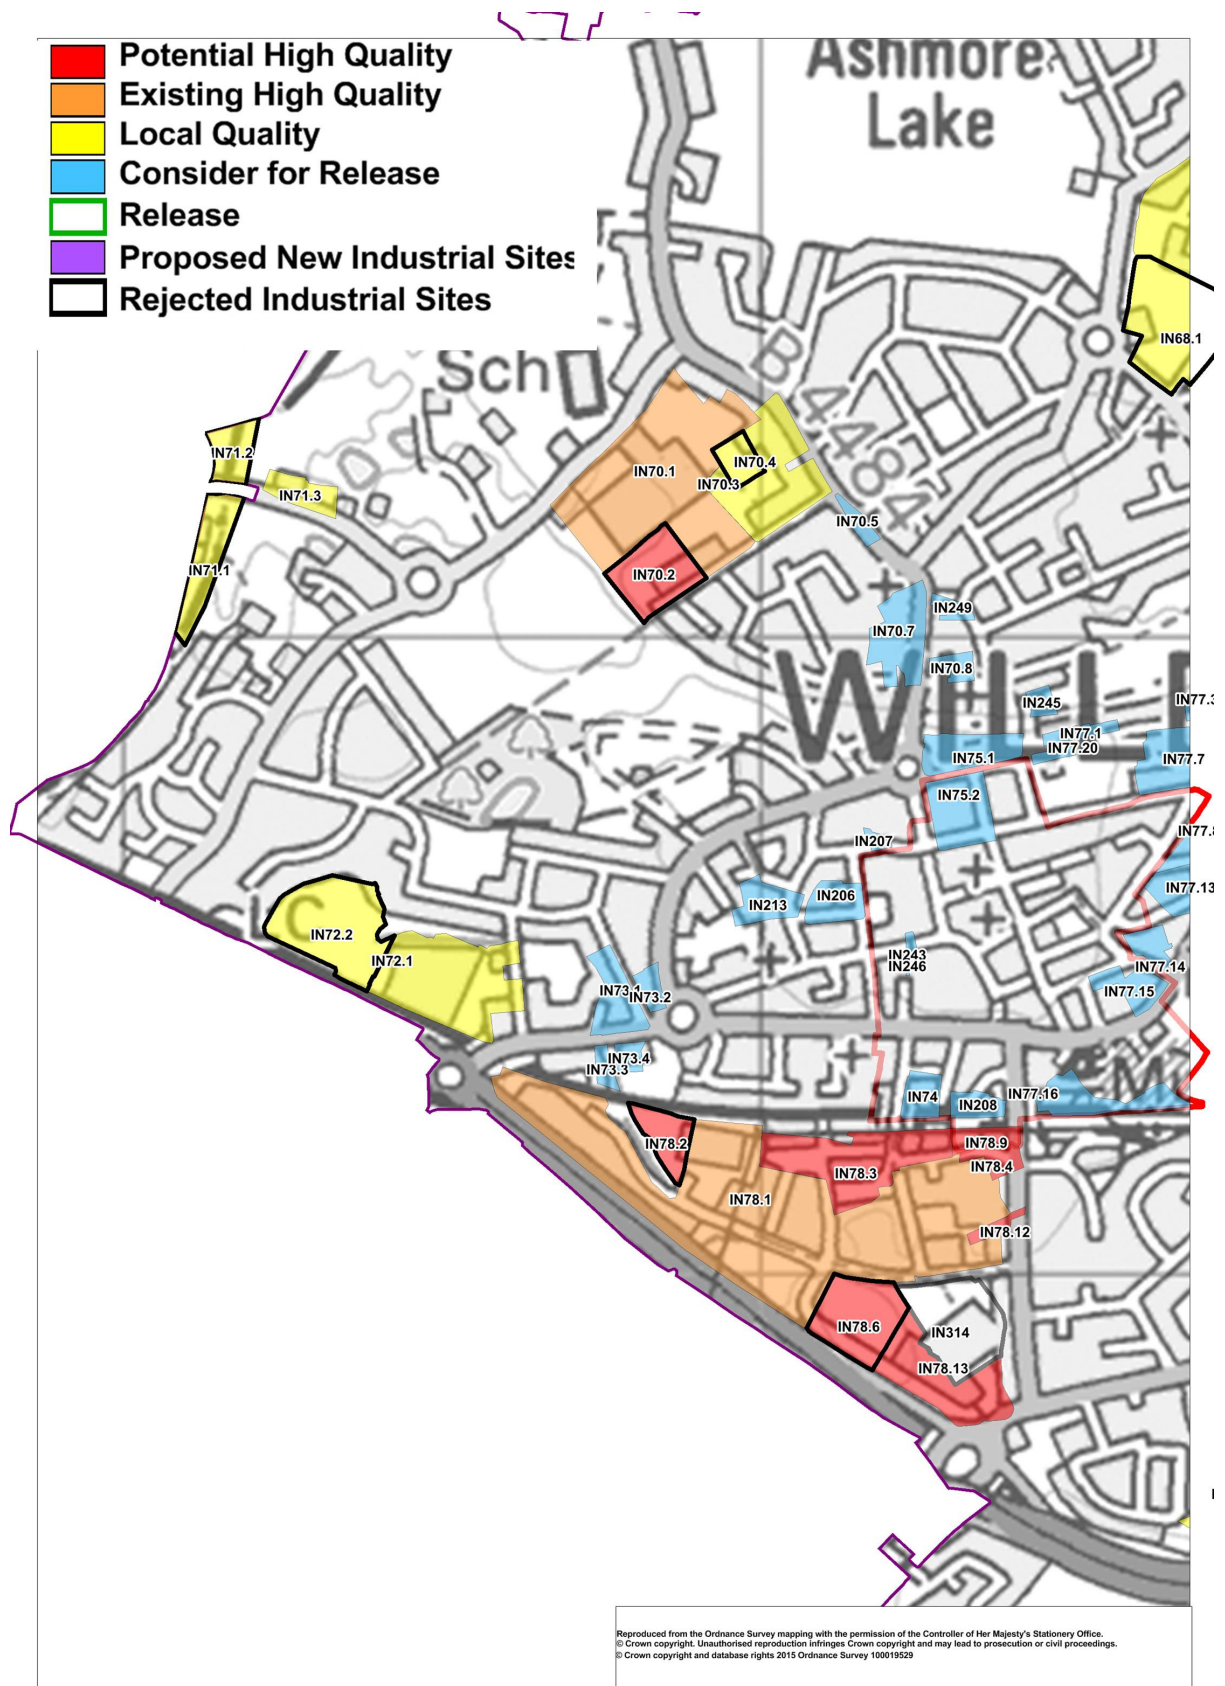 Potential High Quality
Existing High Quality
Local Quality
Consider for Release
Release
Proposed New Industrial Sites
Rejected Industrial Sites
Ashmore
Lake
IN68.1
Sch
B 4484
IN71.2
IN71.3
IN71.1
IN70.1
IN70.4
IN70.3
IN70.5
IN70.2
IN249
IN70.7
IN70.8
IN245
IN77.1
IN77.20
IN75.1
IN77.7
IN75.2
IN207
IN77.13
IN213
IN206
IN72.2
IN72.1
IN243
IN246
IN77.14
IN77.15
IN73.1
IN73.2
IN73.4
IN73.3
IN74
IN208
IN77.16
IN78.2
IN78.9
IN78.3
IN78.4
IN78.1
IN78.12
IN78.6
IN314
IN78.13
Reproduced from the Ordnance Survey mapping with the permission of the Controller of Her Majesty's Stationery Office.
© Crown copyright. Unauthorised reproduction infringes Crown copyright and may lead to prosecution or civil proceedings.
© Crown copyright and database rights 2015 Ordnance Survey 100019529